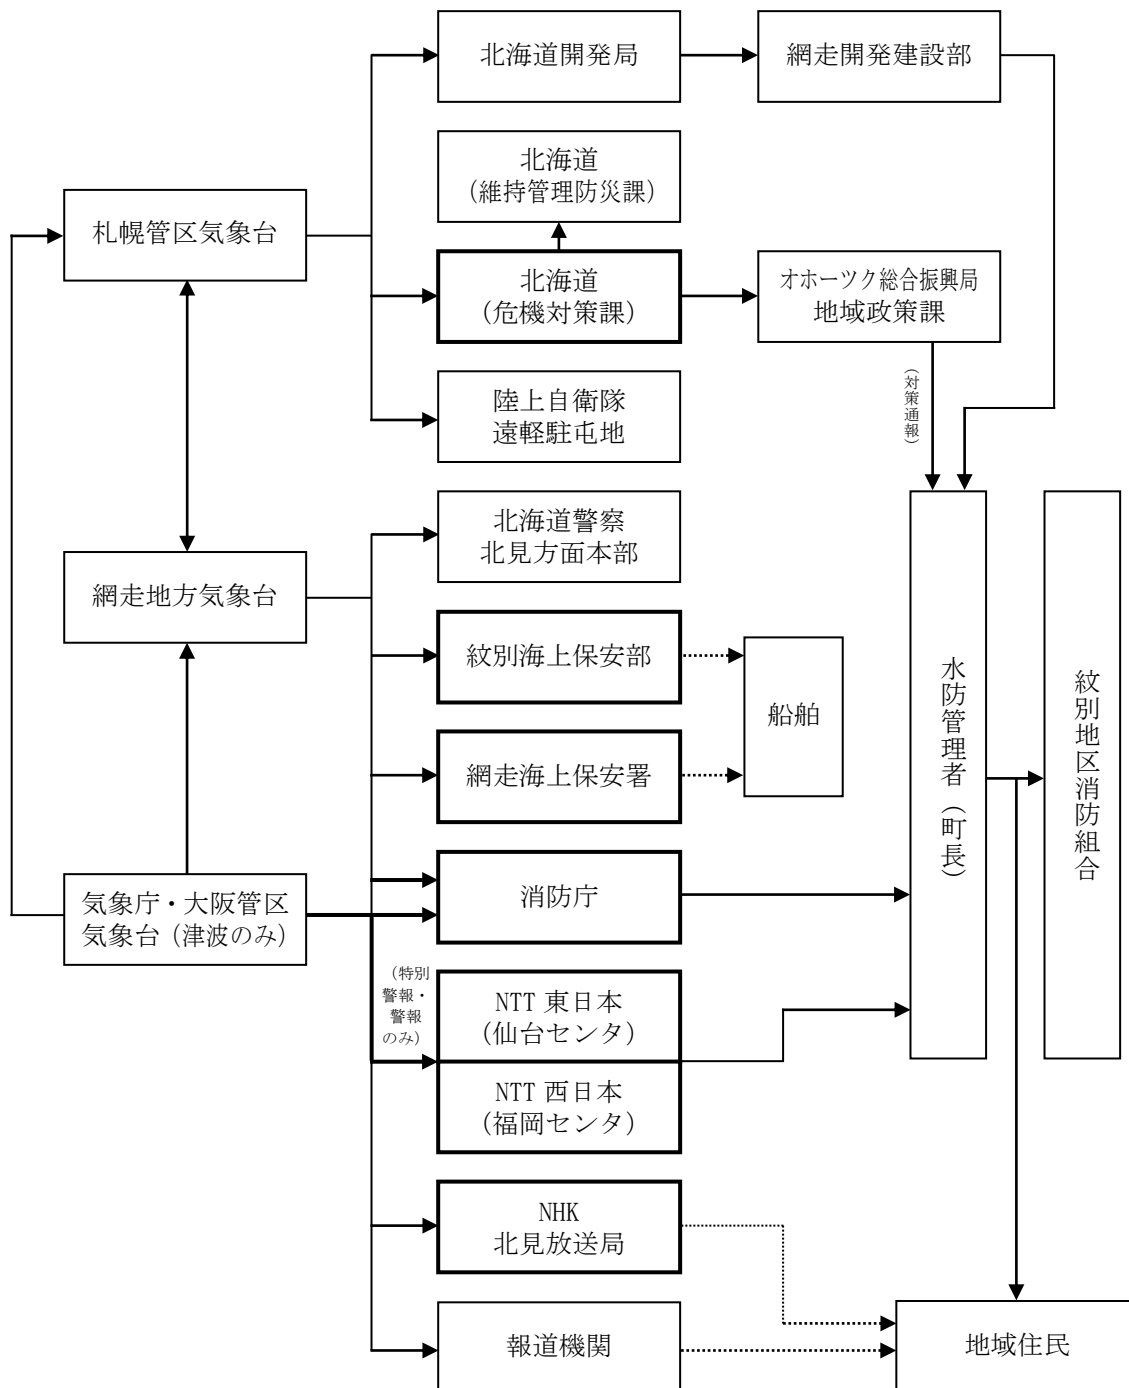 北海道開発局
網走開発建設部
北海道
（維持管理防災課）
札幌管区気象台
北海道
（危機対策課）
オホーツク総合振興局
地域政策課
（対策通報）
陸上自衛隊
遠軽駐屯地
北海道警察
北見方面本部
網走地方気象台
紋別海上保安部
船舶
網走海上保安署
水防管理者（町長）
紋別地区消防組合
消防庁
気象庁・大阪管区
気象台（津波のみ）
（特別
警報・
警報
のみ）
NTT 東日本
（仙台センタ）
NTT 西日本
（福岡センタ）
NHK
北見放送局
報道機関
地域住民